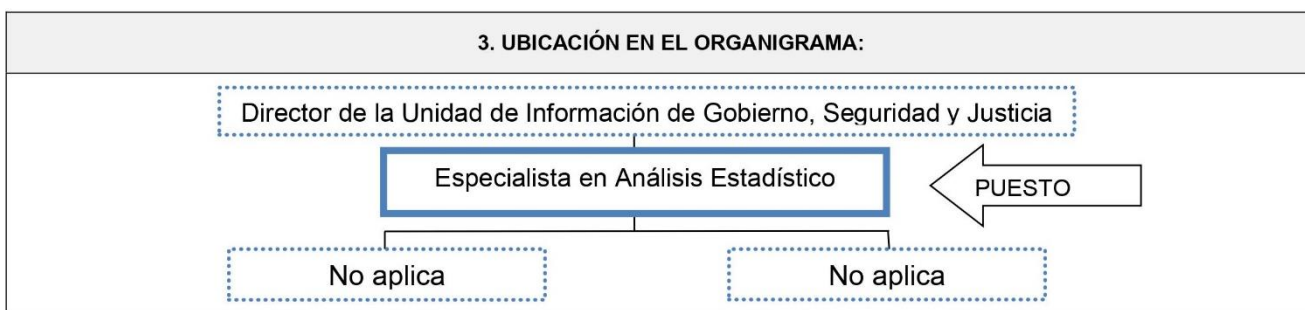 3. UBICACIÓN EN EL ORGANIGRAMA:
Director de la Unidad de Información de Gobierno, Seguridad y Justicia
Especialista en Análisis Estadístico
PUESTO
No aplica
No aplica